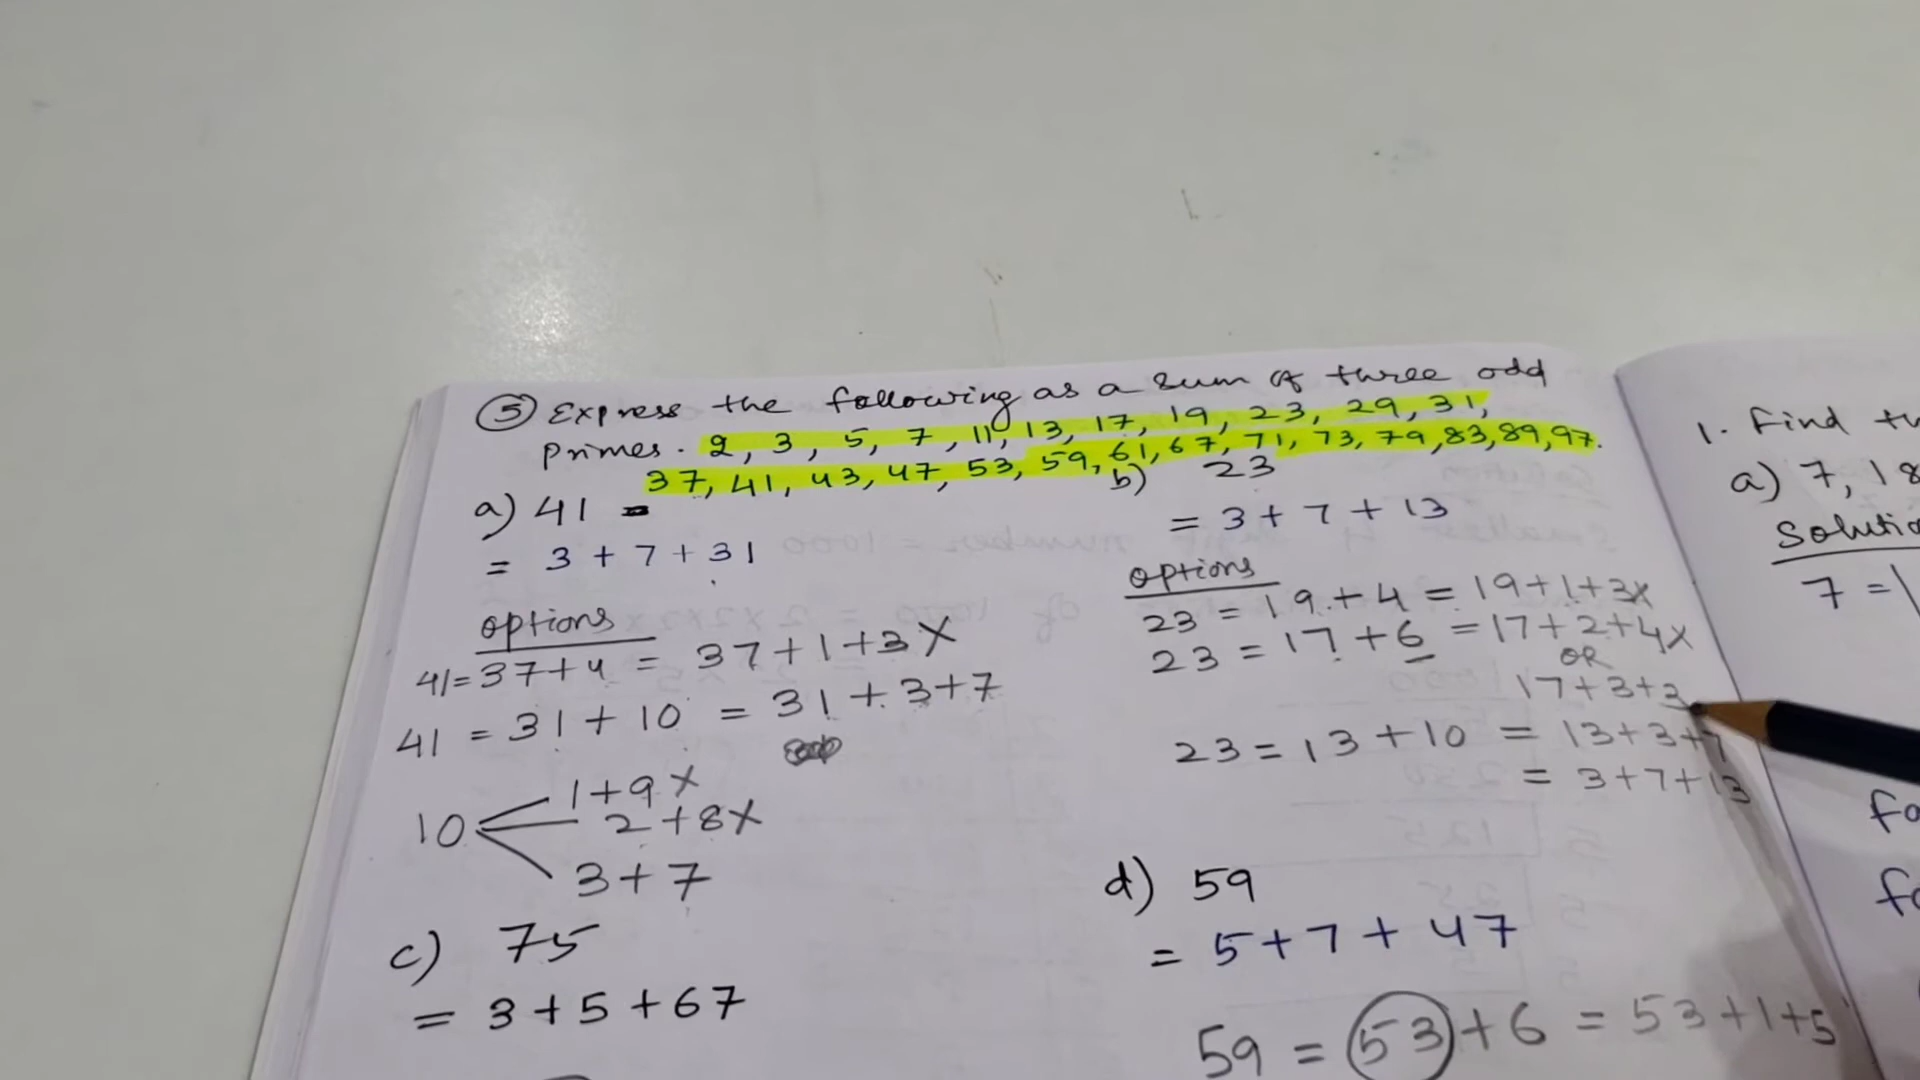 5 Express the following as a sum of three odd
primes. 2, 3, 5, 7, 11, 13, 17, 19, 23, 29, 31,
37, 41, 43, 47, 53, 59, 61, 67, 71, 73, 79, 83, 89, 97.
a) 41 =
= 3 + 7 + 31
options
41 = 37 + 4 = 37 + 1 + 3 X
41 = 31 + 10 = 31 + 3 + 7
10
1 + 9 X
2 + 8 X
3 + 7
b) 23
= 3 + 7 + 13
options
23 = 19 + 4 = 19 + 1 + 3 X
23 = 17 + 6 = 17 + 2 + 4 X
OR
17 + 3 + 3
23 = 13 + 10 = 13 + 3 + 7
= 3 + 7 + 13
c) 75
= 3 + 5 + 67
d) 59
= 5 + 7 + 47
59 = 53 + 6 = 53 + 1 + 5
1. Find
a) 7, 18
7 =